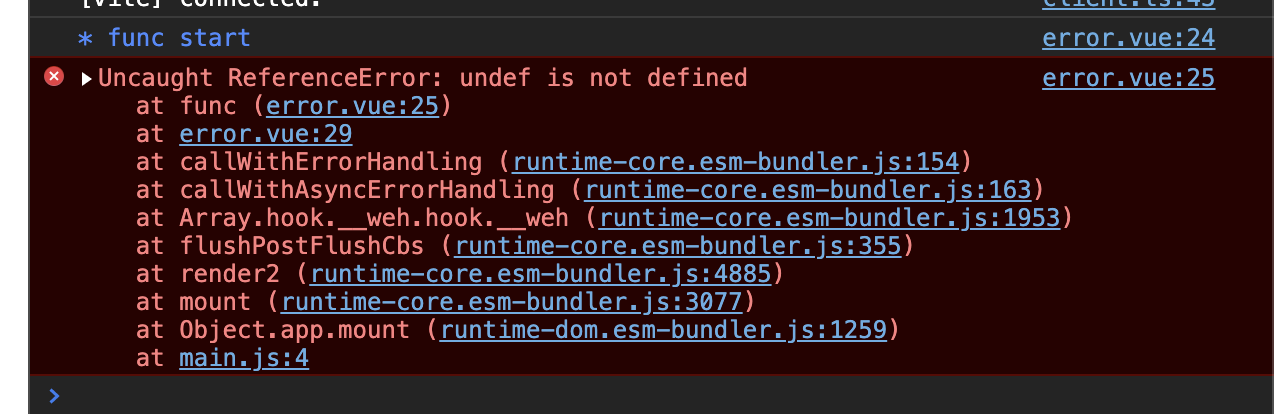 [vite] connected. client.ts:43
* func start error.vue:24
Uncaught ReferenceError: undef is not defined error.vue:25
at func (error.vue:25)
at error.vue:29
at callWithErrorHandling (runtime-core.esm-bundler.js:154)
at callWithAsyncErrorHandling (runtime-core.esm-bundler.js:163)
at Array.hook.__weh.hook.__weh (runtime-core.esm-bundler.js:1953)
at flushPostFlushCbs (runtime-core.esm-bundler.js:355)
at render2 (runtime-core.esm-bundler.js:4885)
at mount (runtime-core.esm-bundler.js:3077)
at Object.app.mount (runtime-dom.esm-bundler.js:1259)
at main.js:4